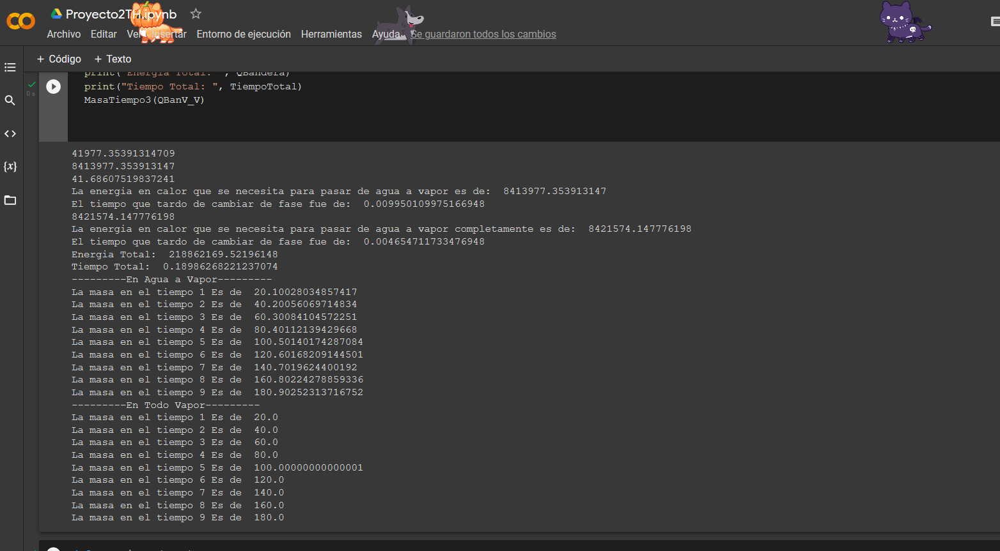 Proyecto2TH.ipynb
Archivo Editar Ver Insertar Entorno de ejecución Herramientas Ayuda Se guardaron todos los cambios
+ Código + Texto
print("Energia Total: ", QBandera)
0 s
print("Tiempo Total: ", TiempoTotal)
MasaTiempo3(QBanV_V)
41977.35391314709
8413977.353913147
41.68607519837241
La energia en calor que se necesita para pasar de agua a vapor es de:  8413977.353913147
El tiempo que tardo de cambiar de fase fue de:  0.009950109975166948
8421574.147776198
La energia en calor que se necesita para pasar de agua a vapor completamente es de:  8421574.147776198
El tiempo que tardo de cambiar de fase fue de:  0.004654711733476948
Energia Total:  218862169.52196148
Tiempo Total:  0.18986268221237074
---------En Agua a Vapor---------
La masa en el tiempo 1 Es de  20.10028034857417
La masa en el tiempo 2 Es de  40.20056069714834
La masa en el tiempo 3 Es de  60.30084104572251
La masa en el tiempo 4 Es de  80.40112139429668
La masa en el tiempo 5 Es de  100.50140174287084
La masa en el tiempo 6 Es de  120.60168209144501
La masa en el tiempo 7 Es de  140.7019624400192
La masa en el tiempo 8 Es de  160.80224278859336
La masa en el tiempo 9 Es de  180.90252313716752
---------En Todo Vapor---------
La masa en el tiempo 1 Es de  20.0
La masa en el tiempo 2 Es de  40.0
La masa en el tiempo 3 Es de  60.0
La masa en el tiempo 4 Es de  80.0
La masa en el tiempo 5 Es de  100.00000000000001
La masa en el tiempo 6 Es de  120.0
La masa en el tiempo 7 Es de  140.0
La masa en el tiempo 8 Es de  160.0
La masa en el tiempo 9 Es de  180.0